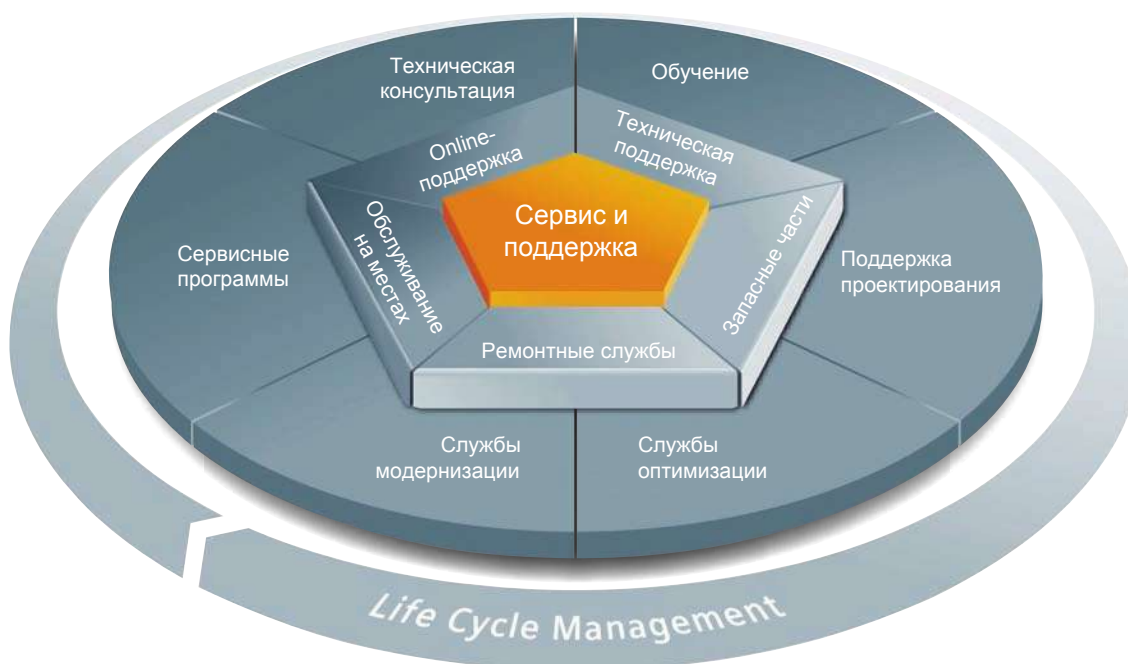 Техническая
консультация
Обучение
Online-
поддержка
Техническая
поддержка
Сервис и
поддержка
Обслуживание
на местах
Запасные части
Сервисные
программы
Поддержка
проектирования
Ремонтные службы
Службы
модернизации
Службы
оптимизации
Life Cycle Management